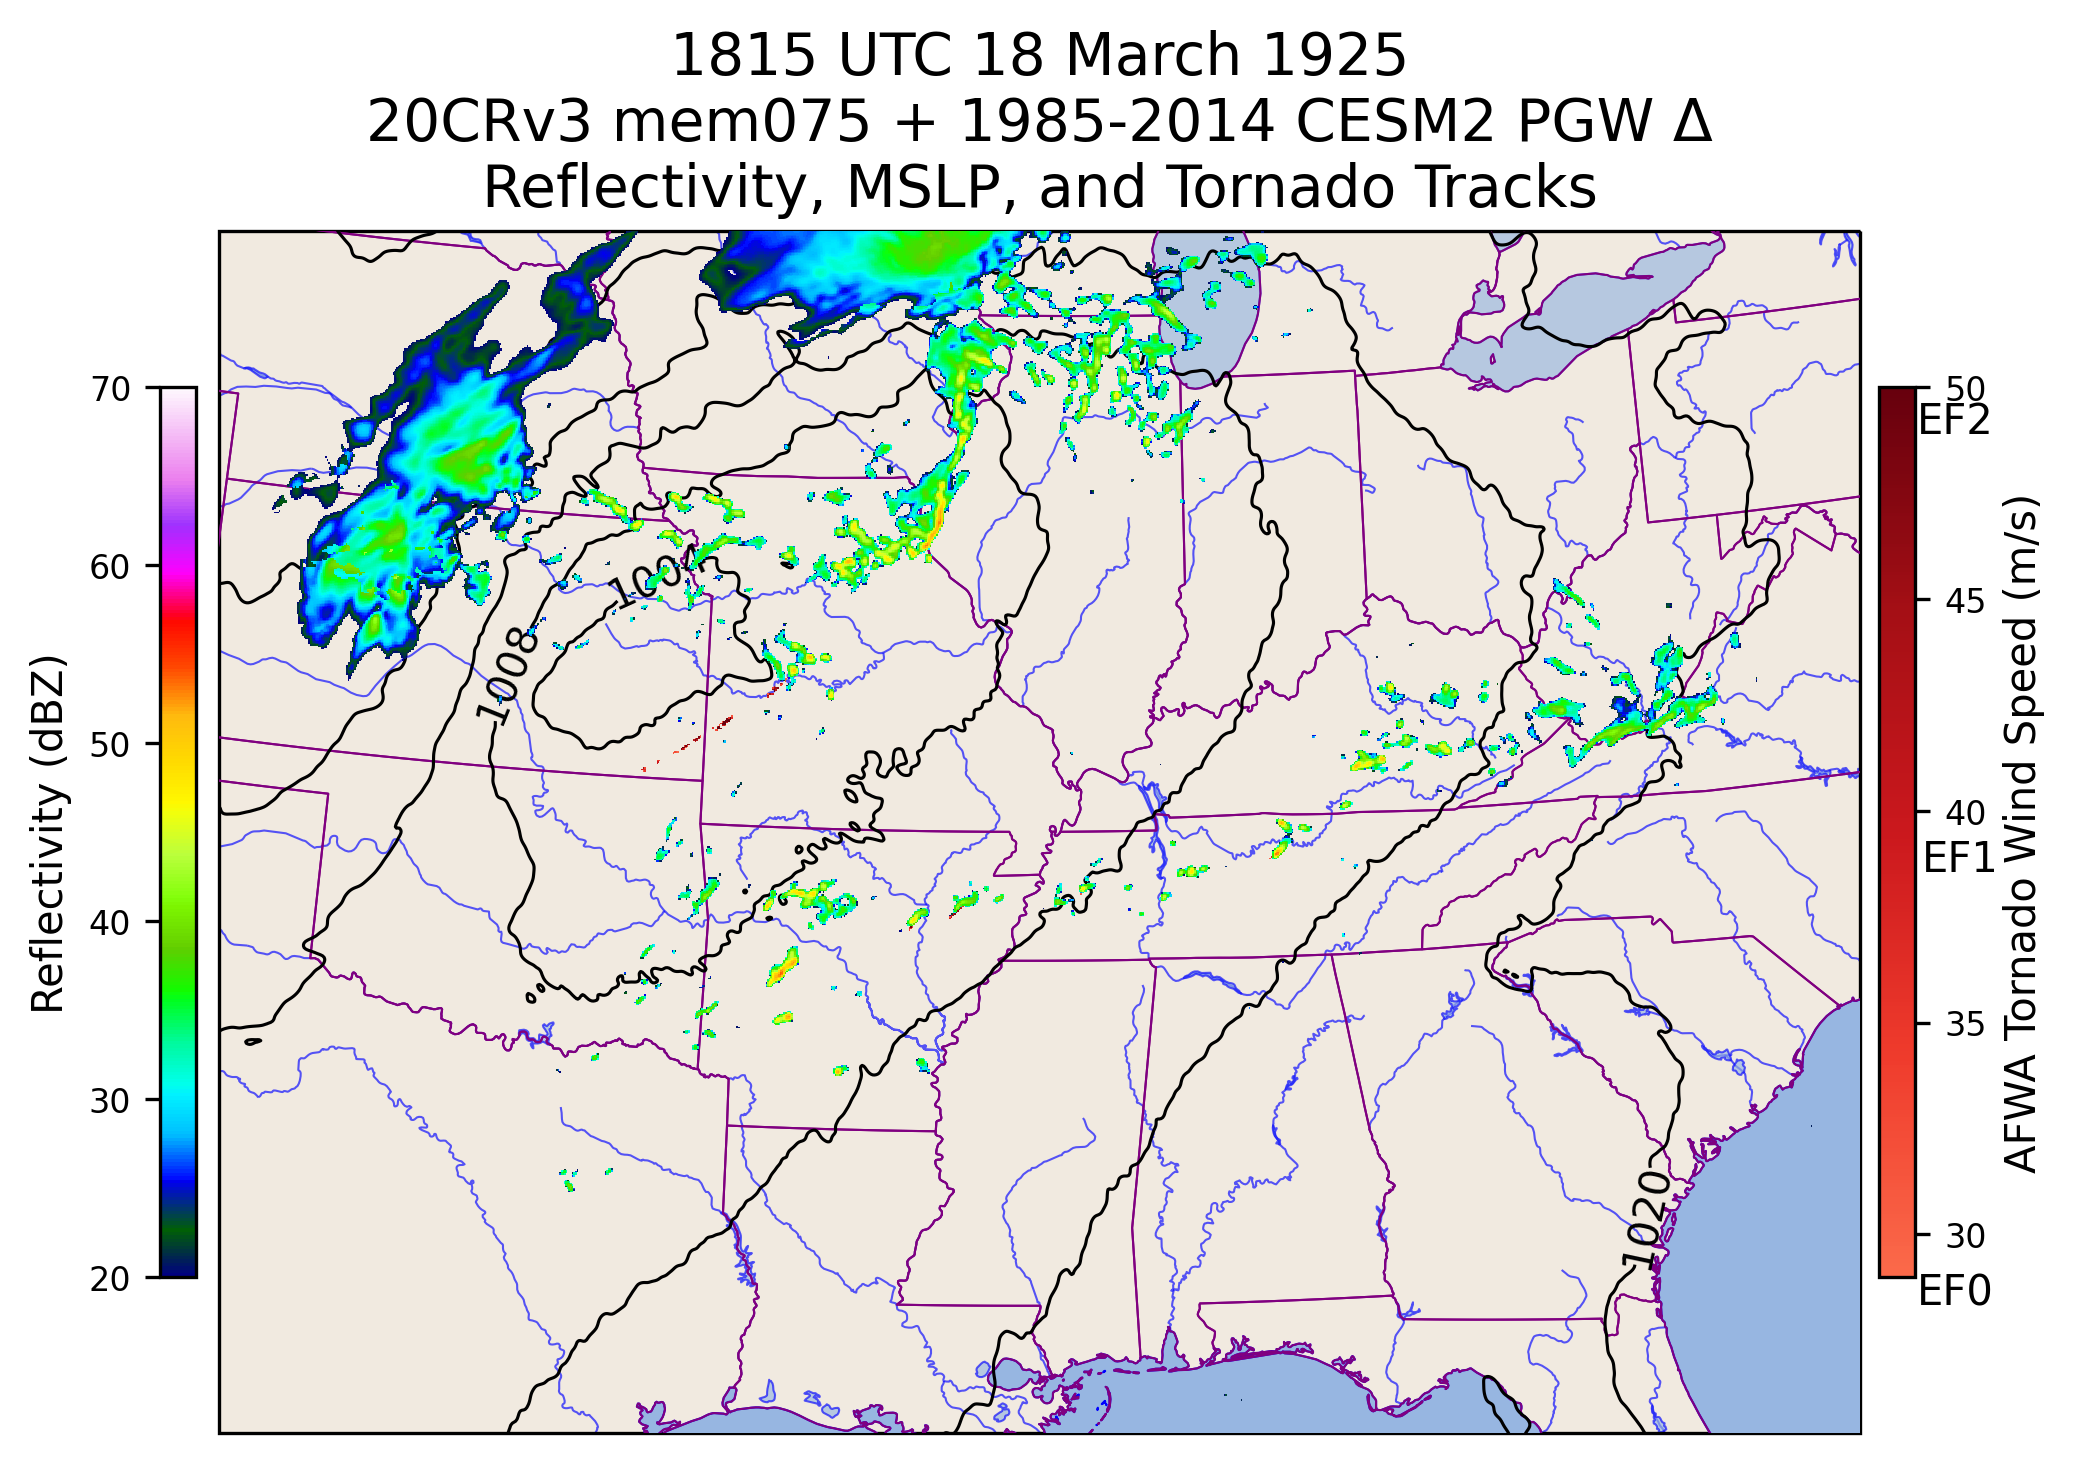 1815 UTC 18 March 1925
20CRv3 mem075 + 1985-2014 CESM2 PGW Δ
Reflectivity, MSLP, and Tornado Tracks
70
60
50
40
30
20
Reflectivity (dBZ)
1008
1020
50
EF2
45
40
EF1
35
30
EF0
AFWA Tornado Wind Speed (m/s)